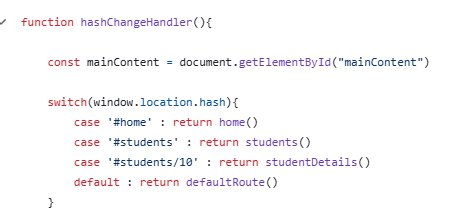 function hashChangeHandler(){
const mainContent = document.getElementById("mainContent")
switch(window.location.hash){
case '#home' : return home()
case '#students' : return students()
case '#students/10' : return studentDetails()
default : return defaultRoute()
}